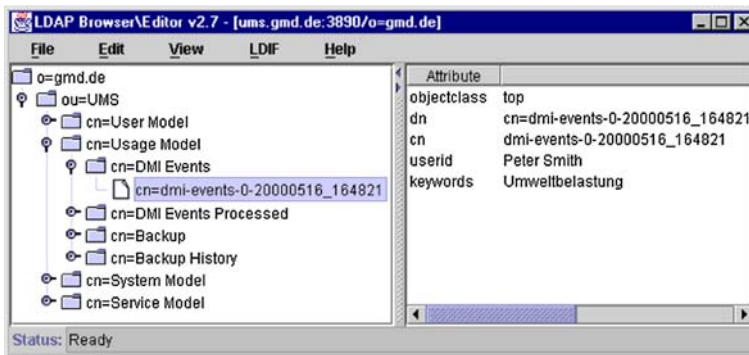 LDAP Browser\Editor v2.7 - [ums.gmd.de:3890/o=gmd.de]
File Edit View LDIF Help
o=gmd.de
ou=UMS
cn=User Model
cn=Usage Model
cn=DMI Events
cn=dmi-events-0-20000516_164821
cn=DMI Events Processed
cn=Backup
cn=Backup History
cn=System Model
cn=Service Model
Attribute
objectclass top
dn cn=dmi-events-0-20000516_164821
cn dmi-events-0-20000516_164821
userid Peter Smith
keywords Umweltbelastung
Status: Ready